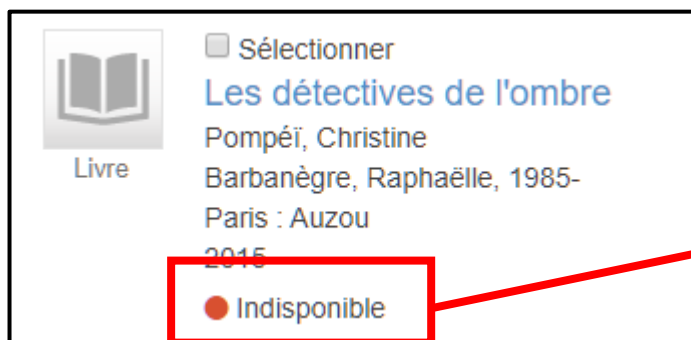 Sélectionner
Les détectives de l'ombre
Pompéï, Christine
Livre
Barbanègre, Raphaëlle, 1985-
Paris : Auzou
2015
Indisponible